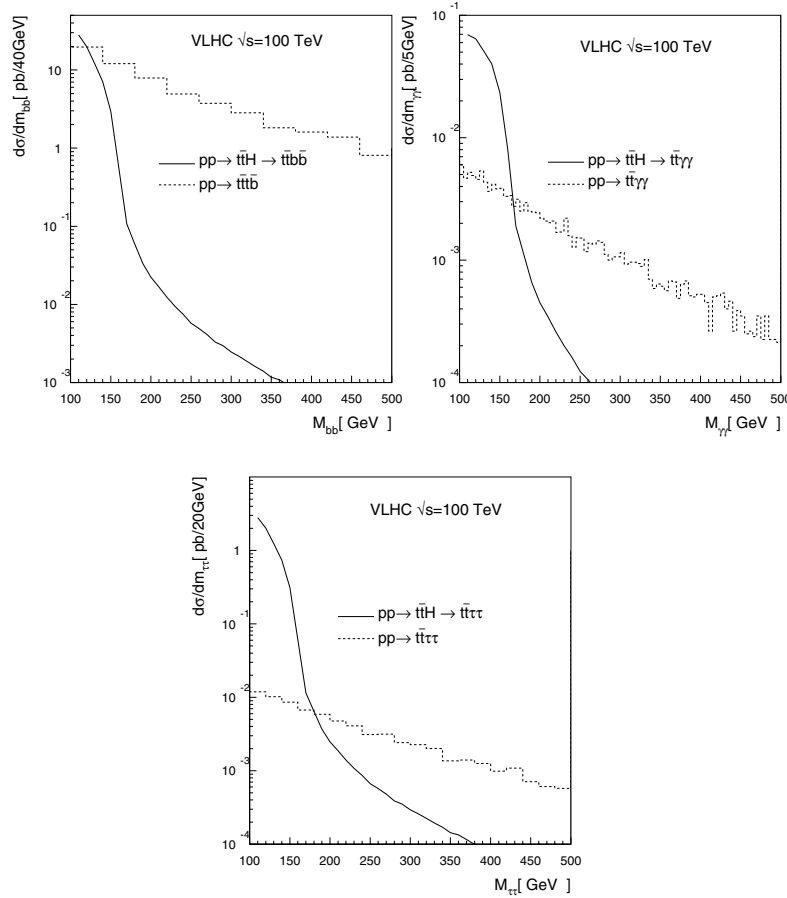 VLHC √s=100 TeV
dσ/dm_bb[ pb/40GeV]
10
1
10^-1
10^-2
10^-3
pp→ tt̄H → tt̄bb̄
pp→ tt̄tb̄
100 150 200 250 300 350 400 450 500
M_bb[ GeV ]
VLHC √s=100 TeV
dσ/dm_γγ[ pb/5GeV]
10^-1
10^-2
10^-3
10^-4
pp→ tt̄H → tt̄γγ
pp→ tt̄γγ
100 150 200 250 300 350 400 450 500
M_γγ[ GeV ]
VLHC √s=100 TeV
dσ/dm_ττ[ pb/20GeV]
1
10^-1
10^-2
10^-3
10^-4
pp→ tt̄H → tt̄ττ
pp→ tt̄ττ
100 150 200 250 300 350 400 450 500
M_ττ[ GeV ]